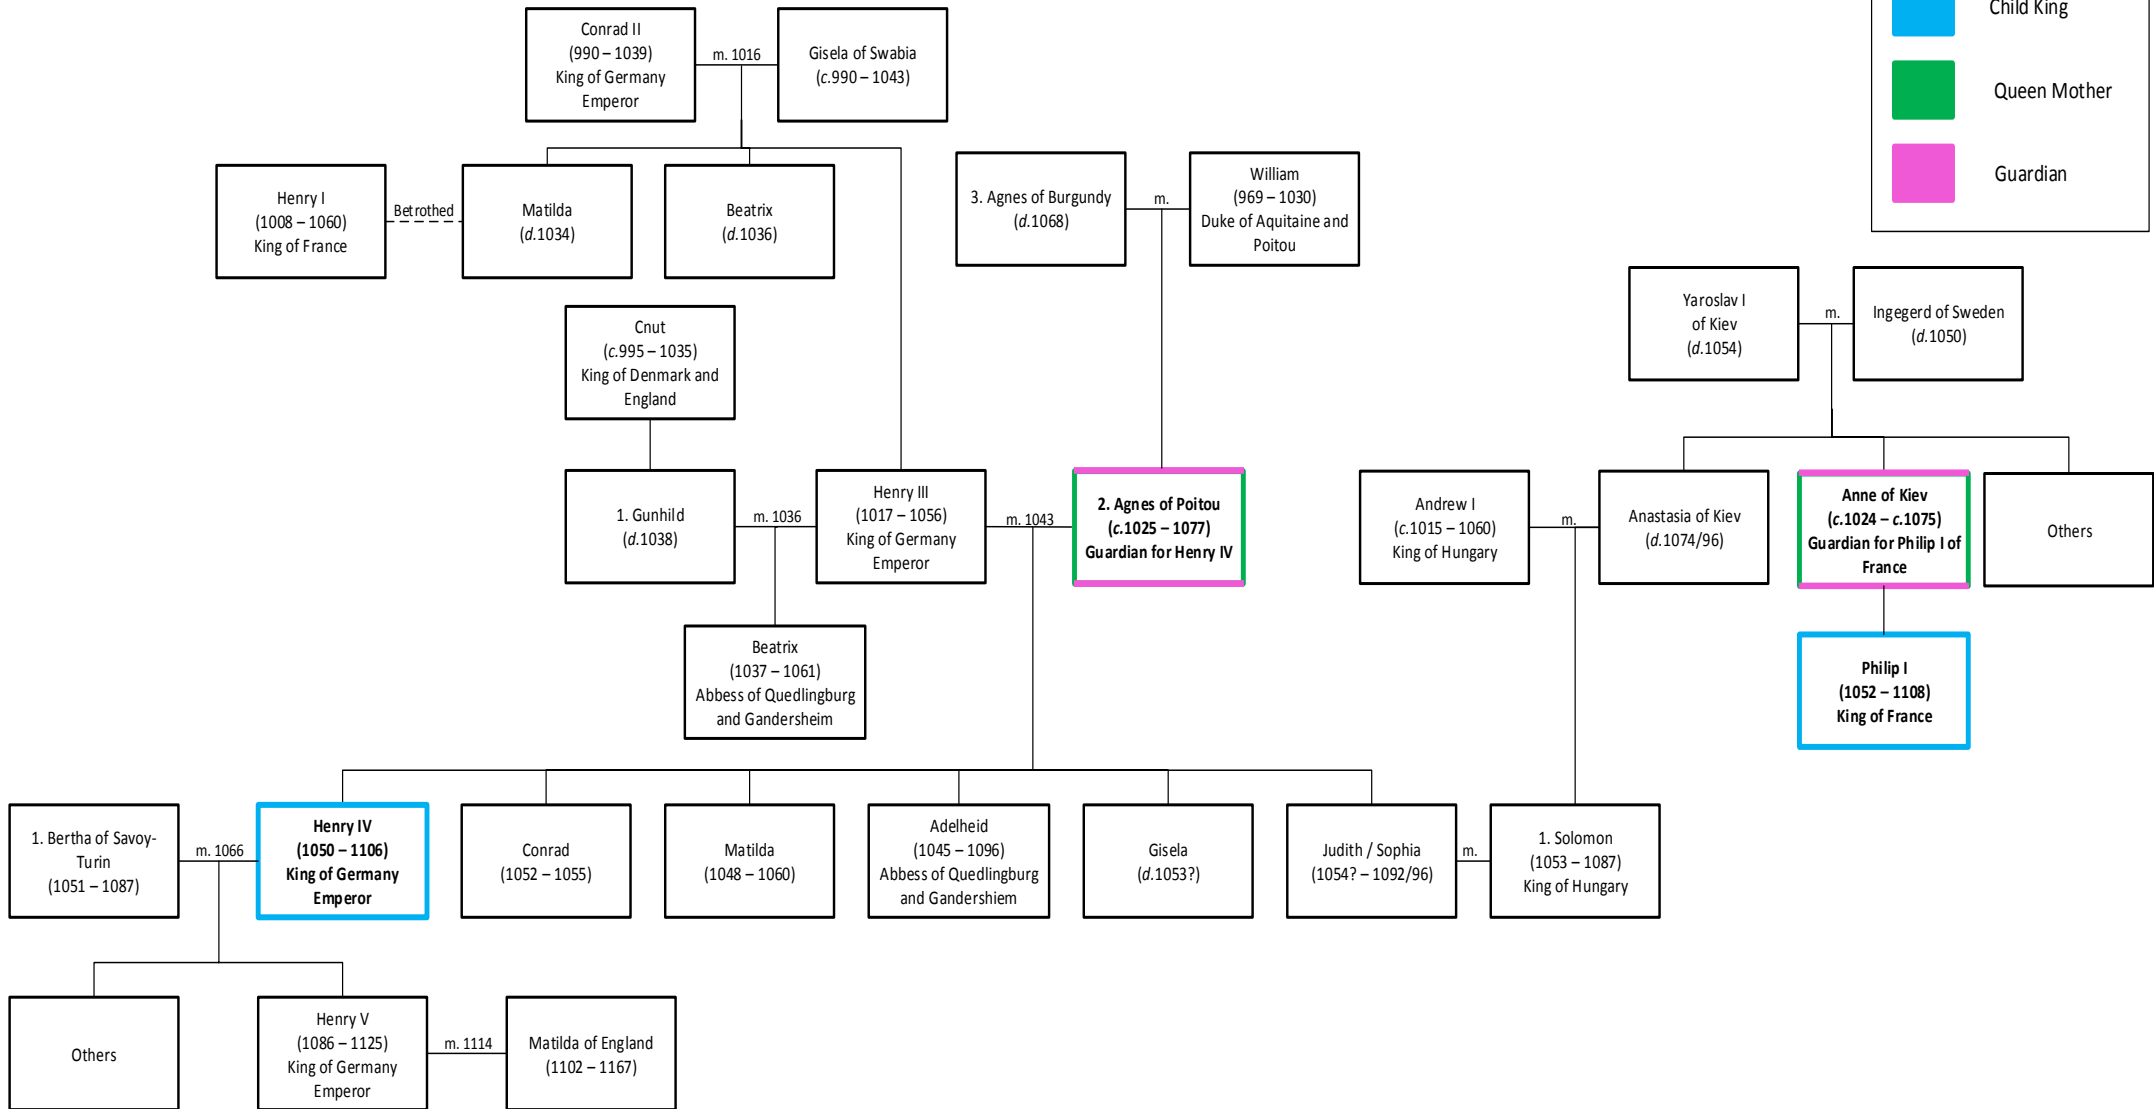 Child King
Queen Mother
Guardian
Conrad II
(990 – 1039)
King of Germany
Emperor
m. 1016
Gisela of Swabia
(c.990 – 1043)
Henry I
(1008 – 1060)
King of France
Betrothed
Matilda
(d.1034)
Beatrix
(d.1036)
3. Agnes of Burgundy
(d.1068)
m.
William
(969 – 1030)
Duke of Aquitaine and
Poitou
Yaroslav I
of Kiev
(d.1054)
m.
Ingegerd of Sweden
(d.1050)
Cnut
(c.995 – 1035)
King of Denmark and
England
1. Gunhild
(d.1038)
m. 1036
Henry III
(1017 – 1056)
King of Germany
Emperor
m. 1043
2. Agnes of Poitou
(c.1025 – 1077)
Guardian for Henry IV
Andrew I
(c.1015 – 1060)
King of Hungary
m.
Anastasia of Kiev
(d.1074/96)
Anne of Kiev
(c.1024 – c.1075)
Guardian for Philip I of
France
Others
Beatrix
(1037 – 1061)
Abbess of Quedlingburg
and Gandersheim
Philip I
(1052 – 1108)
King of France
1. Bertha of Savoy-
Turin
(1051 – 1087)
m. 1066
Henry IV
(1050 – 1106)
King of Germany
Emperor
Conrad
(1052 – 1055)
Matilda
(1048 – 1060)
Adelheid
(1045 – 1096)
Abbess of Quedlingburg
and Gandershiem
Gisela
(d.1053?)
Judith / Sophia
(1054? – 1092/96)
m.
1. Solomon
(1053 – 1087)
King of Hungary
Others
Henry V
(1086 – 1125)
King of Germany
Emperor
m. 1114
Matilda of England
(1102 – 1167)